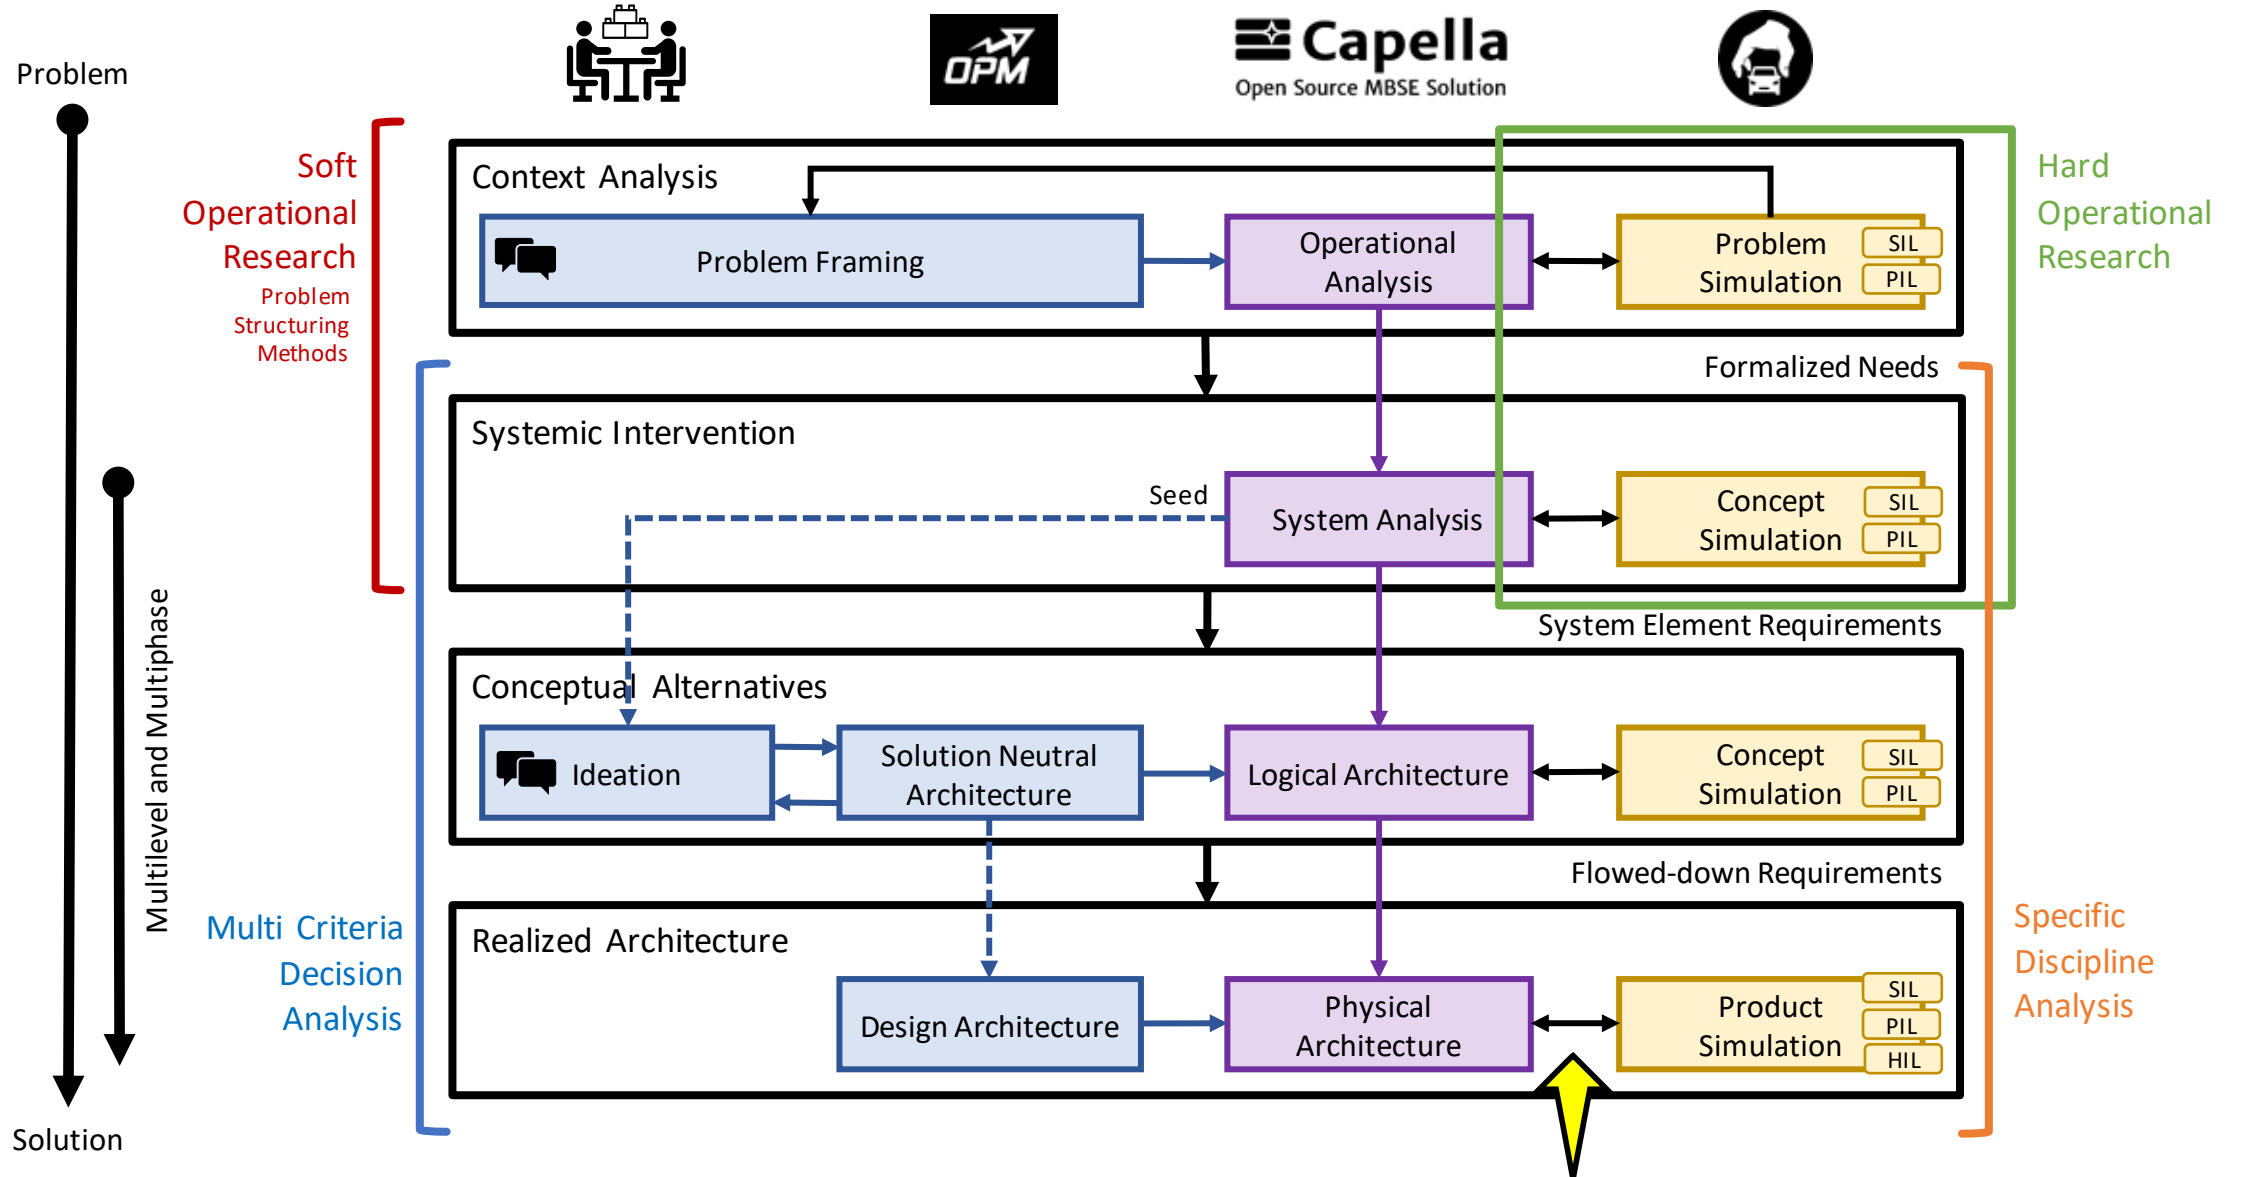 Problem
OPM
Capella
Open Source MBSE Solution
Soft
Operational
Research
Problem
Structuring
Methods
Hard
Operational
Research
Context Analysis
Problem Framing
Operational
Analysis
Problem
Simulation
SIL
PIL
Formalized Needs
Systemic Intervention
Seed
System Analysis
Concept
Simulation
SIL
PIL
System Element Requirements
Multilevel and Multiphase
Conceptual Alternatives
Ideation
Solution Neutral
Architecture
Logical Architecture
Concept
Simulation
SIL
PIL
Flowed-down Requirements
Multi Criteria
Decision
Analysis
Specific
Discipline
Analysis
Realized Architecture
Design Architecture
Physical
Architecture
Product
Simulation
SIL
PIL
HIL
Solution